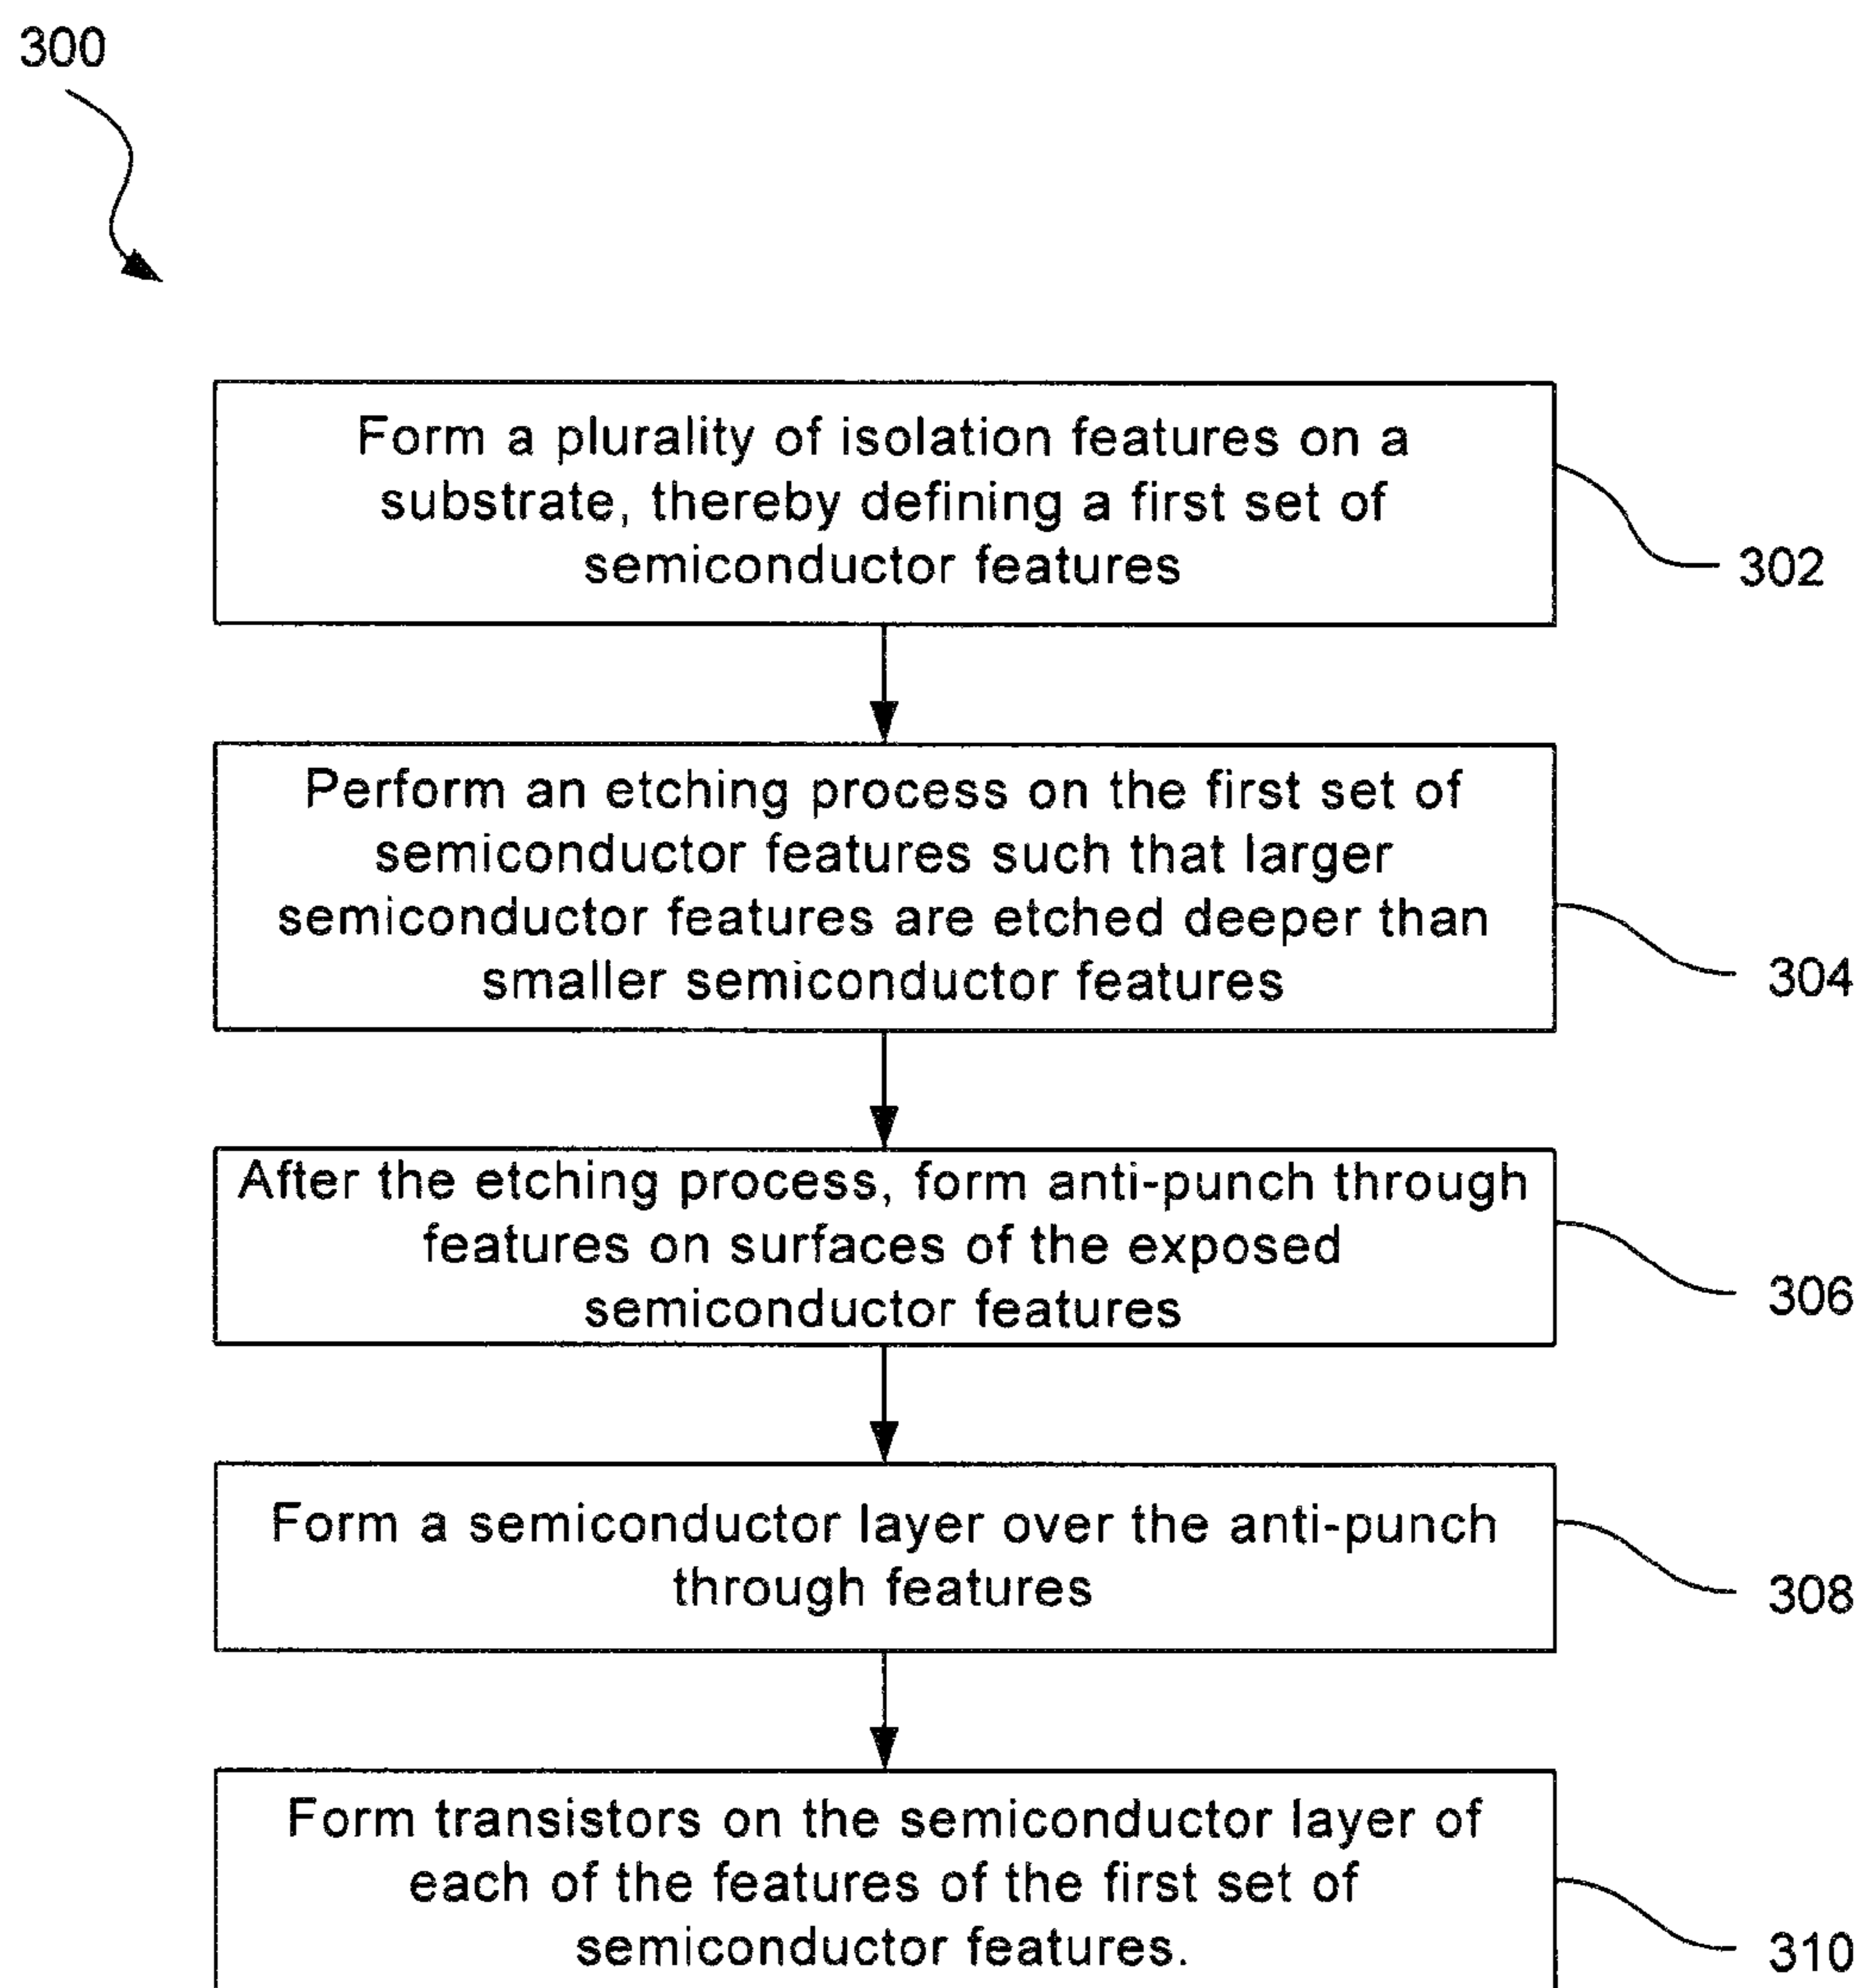 300
Form a plurality of isolation features on a
substrate, thereby defining a first set of
semiconductor features
302
Perform an etching process on the first set of
semiconductor features such that larger
semiconductor features are etched deeper than
smaller semiconductor features
304
After the etching process, form anti-punch through
features on surfaces of the exposed
semiconductor features
306
Form a semiconductor layer over the anti-punch
through features
308
Form transistors on the semiconductor layer of
each of the features of the first set of
semiconductor features.
310